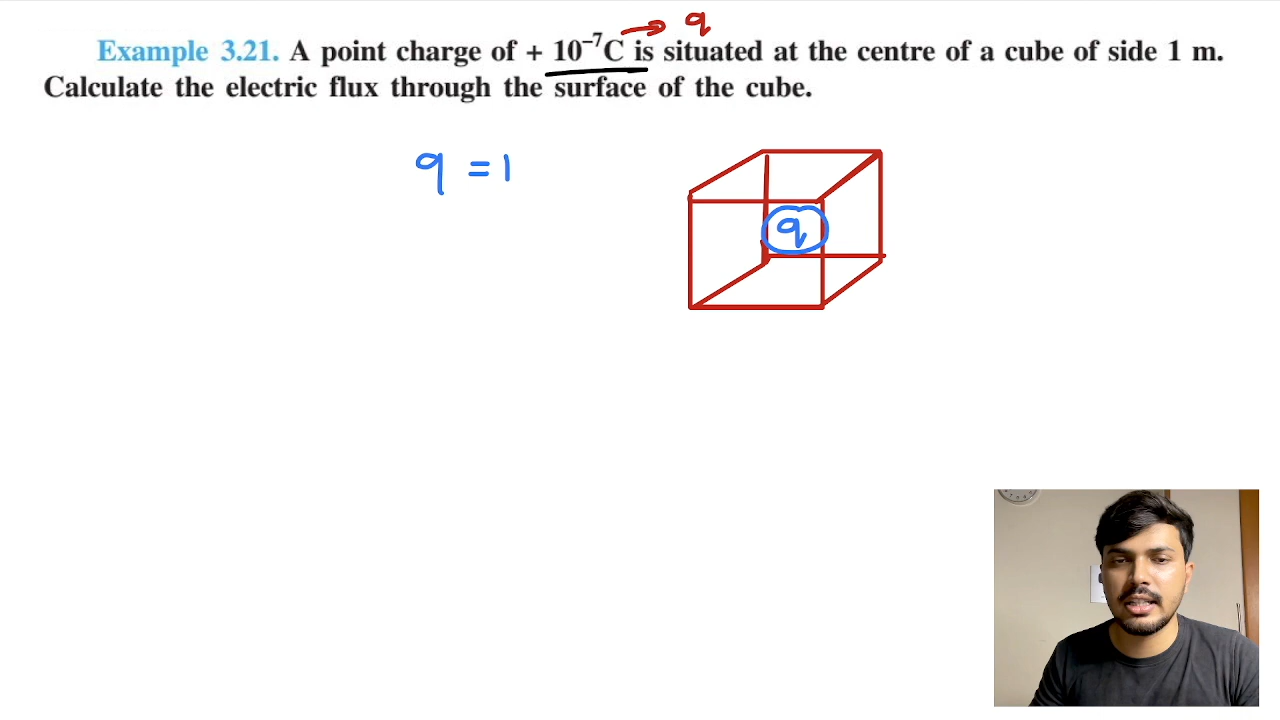 q
Example 3.21. A point charge of + 10⁻⁷C is situated at the centre of a cube of side 1 m.
Calculate the electric flux through the surface of the cube.
q = 1
q